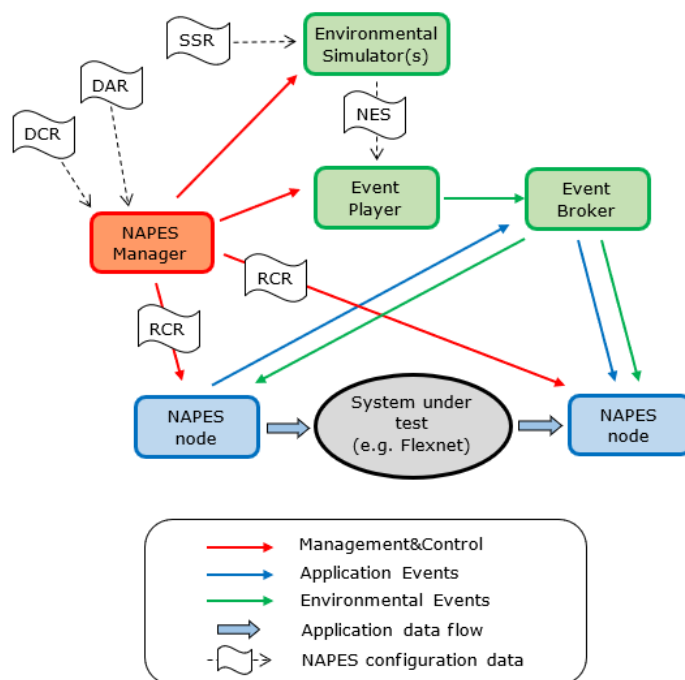 SSR
Environmental
Simulator(s)
DAR
NES
DCR
Event
Player
Event
Broker
NAPES
Manager
RCR
RCR
NAPES
node
System under
test
(e.g. Flexnet)
NAPES
node
Management&Control
Application Events
Environmental Events
Application data flow
NAPES configuration data